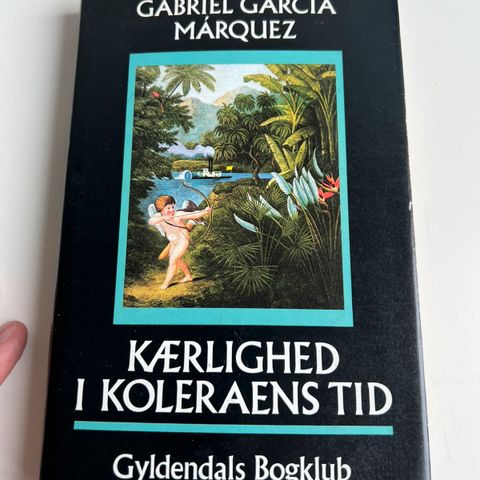 GABRIEL GARCÍA
MÁRQUEZ
KÆRLIGHED
I KOLERAENS TID
Gyldendals Bogklub